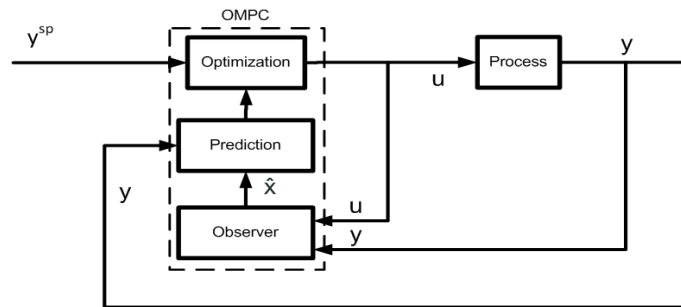 OMPC
y^sp
Optimization
Process
y
u
Prediction
y
x̂
u
Observer
y